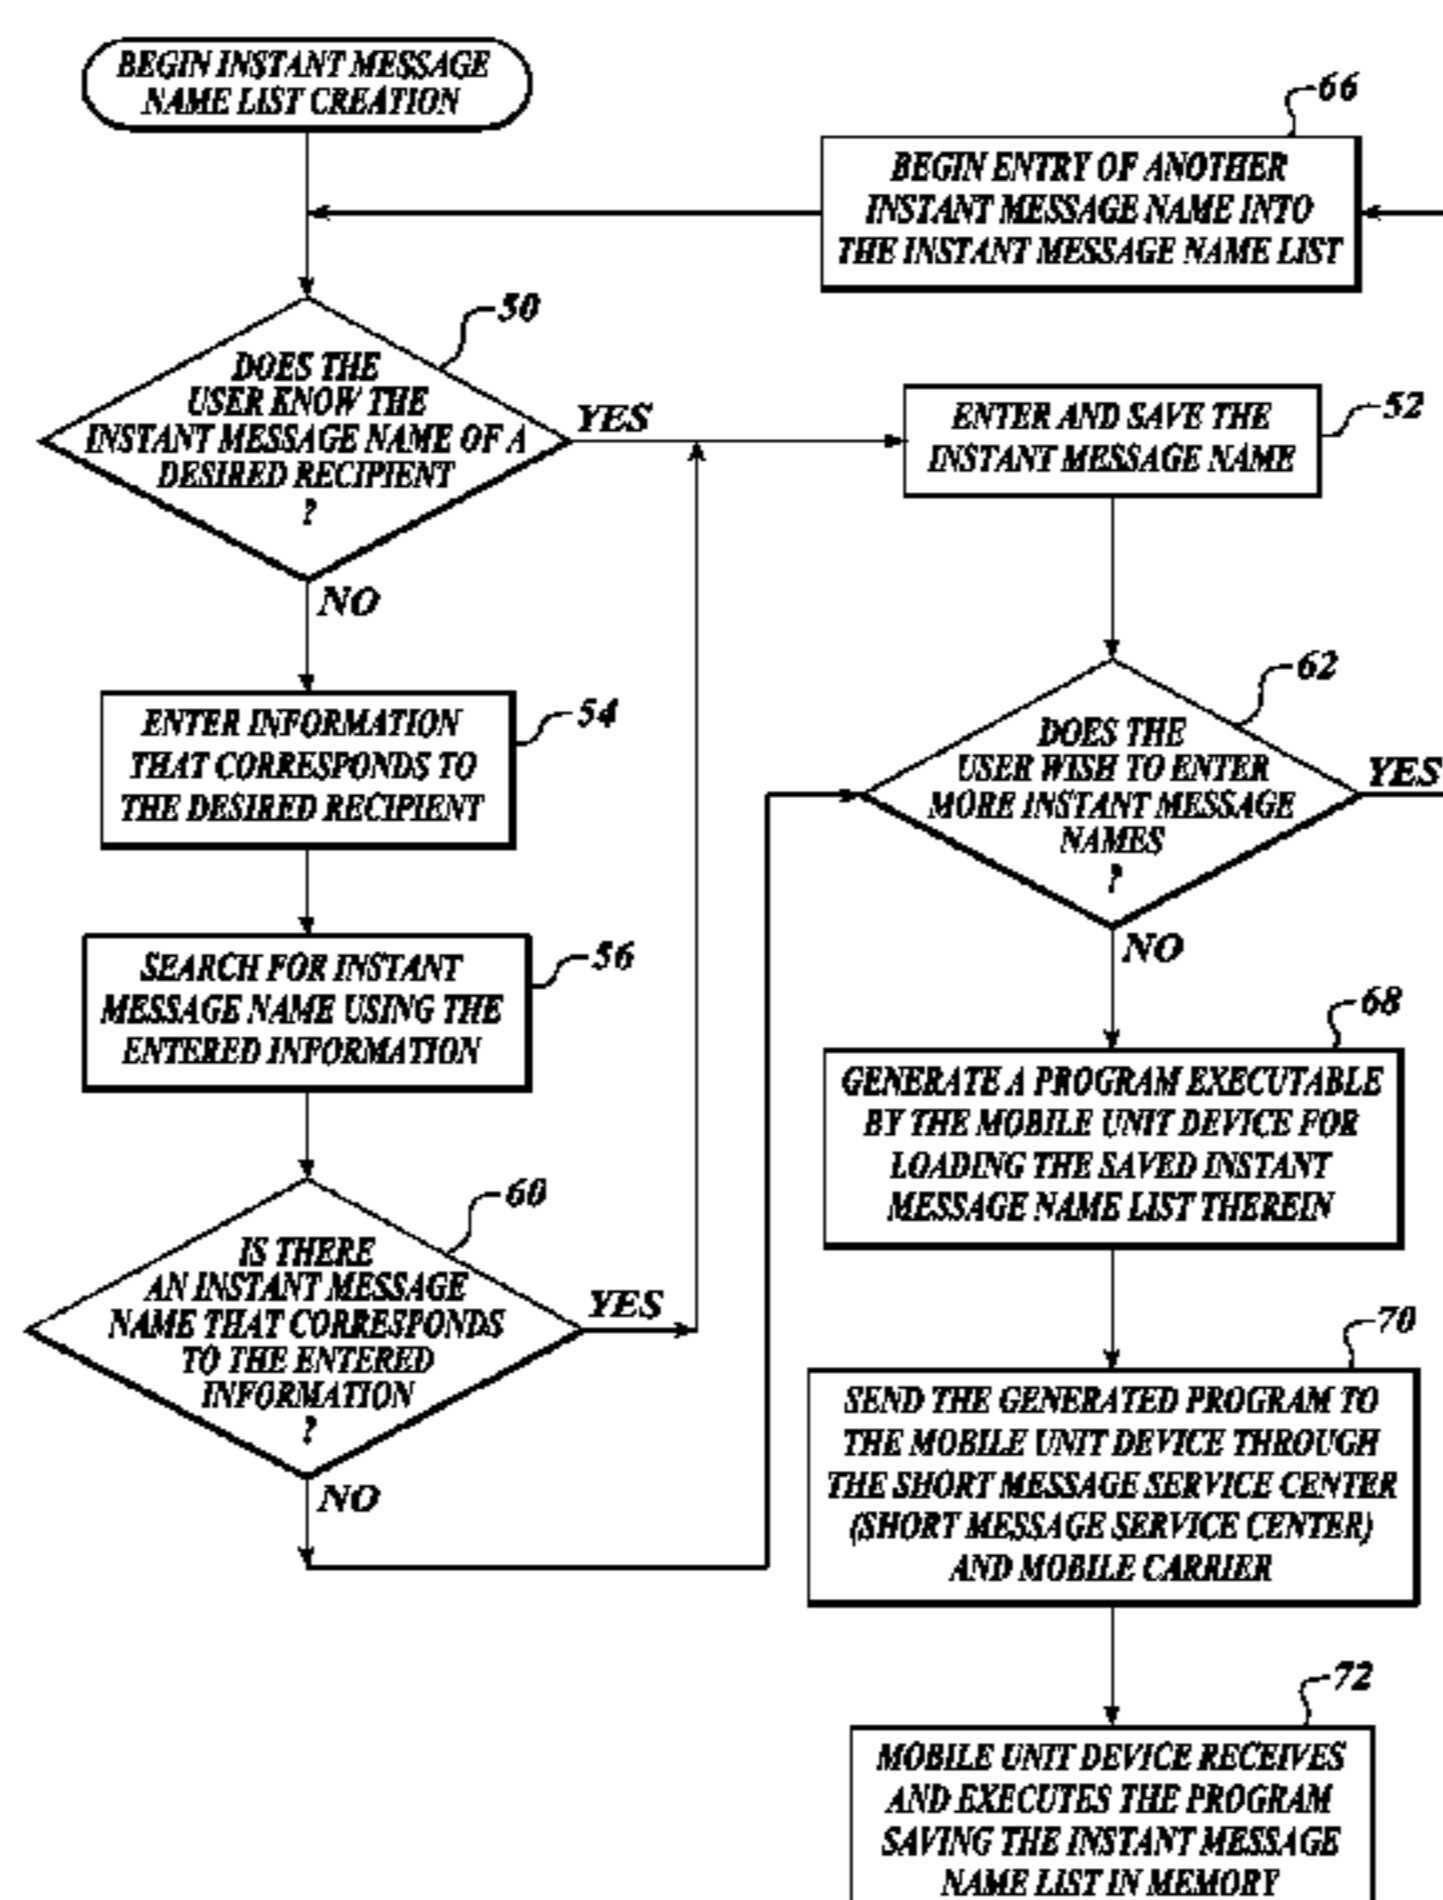 BEGIN INSTANT MESSAGE
NAME LIST CREATION
66
BEGIN ENTRY OF ANOTHER
INSTANT MESSAGE NAME INTO
THE INSTANT MESSAGE NAME LIST
50
DOES THE
USER KNOW THE
INSTANT MESSAGE NAME OF A
DESIRED RECIPIENT
?
YES
NO
52
ENTER AND SAVE THE
INSTANT MESSAGE NAME
54
ENTER INFORMATION
THAT CORRESPONDS TO
THE DESIRED RECIPIENT
62
DOES THE
USER WISH TO ENTER
MORE INSTANT MESSAGE
NAMES
?
YES
NO
56
SEARCH FOR INSTANT
MESSAGE NAME USING THE
ENTERED INFORMATION
68
GENERATE A PROGRAM EXECUTABLE
BY THE MOBILE UNIT DEVICE FOR
LOADING THE SAVED INSTANT
MESSAGE NAME LIST THEREIN
60
IS THERE
AN INSTANT MESSAGE
NAME THAT CORRESPONDS
TO THE ENTERED
INFORMATION
?
YES
NO
70
SEND THE GENERATED PROGRAM TO
THE MOBILE UNIT DEVICE THROUGH
THE SHORT MESSAGE SERVICE CENTER
(SHORT MESSAGE SERVICE CENTER)
AND MOBILE CARRIER
72
MOBILE UNIT DEVICE RECEIVES
AND EXECUTES THE PROGRAM
SAVING THE INSTANT MESSAGE
NAME LIST IN MEMORY